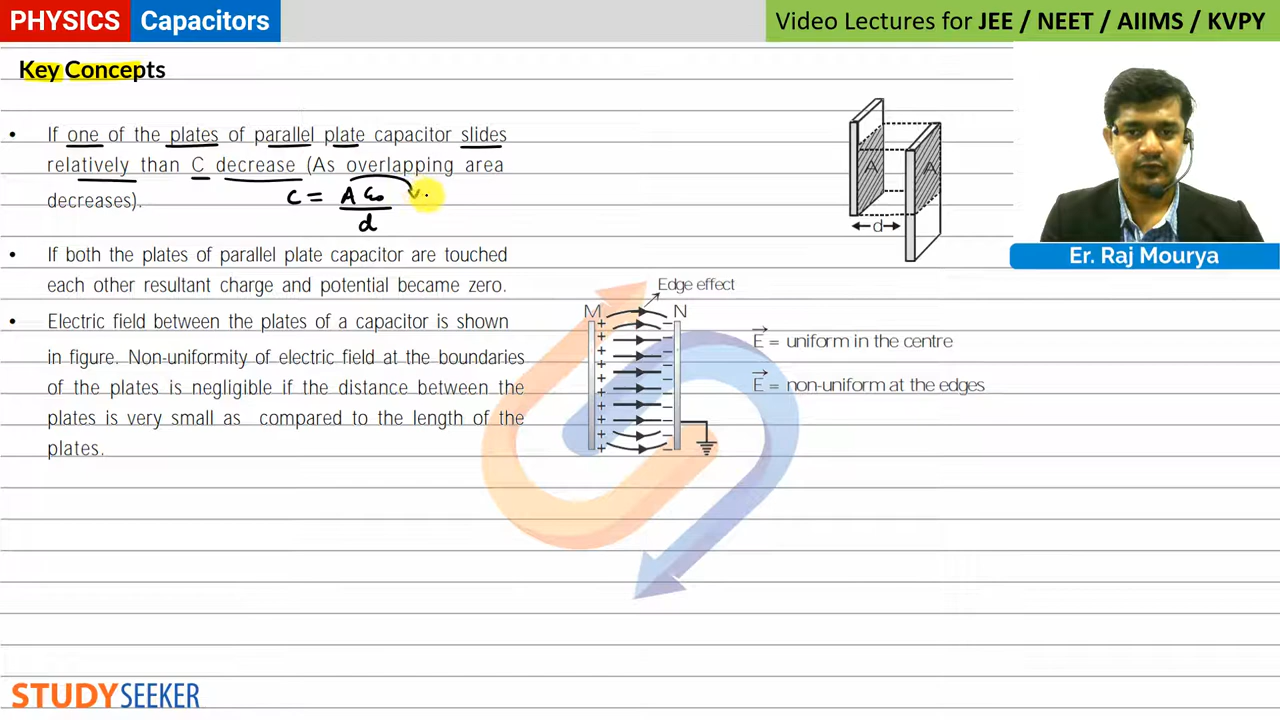 PHYSICS Capacitors
Video Lectures for JEE / NEET / AIIMS / KVPY
Key Concepts
• If one of the plates of parallel plate capacitor slides
relatively than C decrease (As overlapping area
decreases).
C = A ε₀
d
• If both the plates of parallel plate capacitor are touched
each other resultant charge and potential became zero.
• Electric field between the plates of a capacitor is shown
in figure. Non-uniformity of electric field at the boundaries
of the plates is negligible if the distance between the
plates is very small as compared to the length of the
plates.
A A
d
Er. Raj Mourya
Edge effect
M N
E = uniform in the centre
E = non-uniform at the edges
STUDYSEEKER